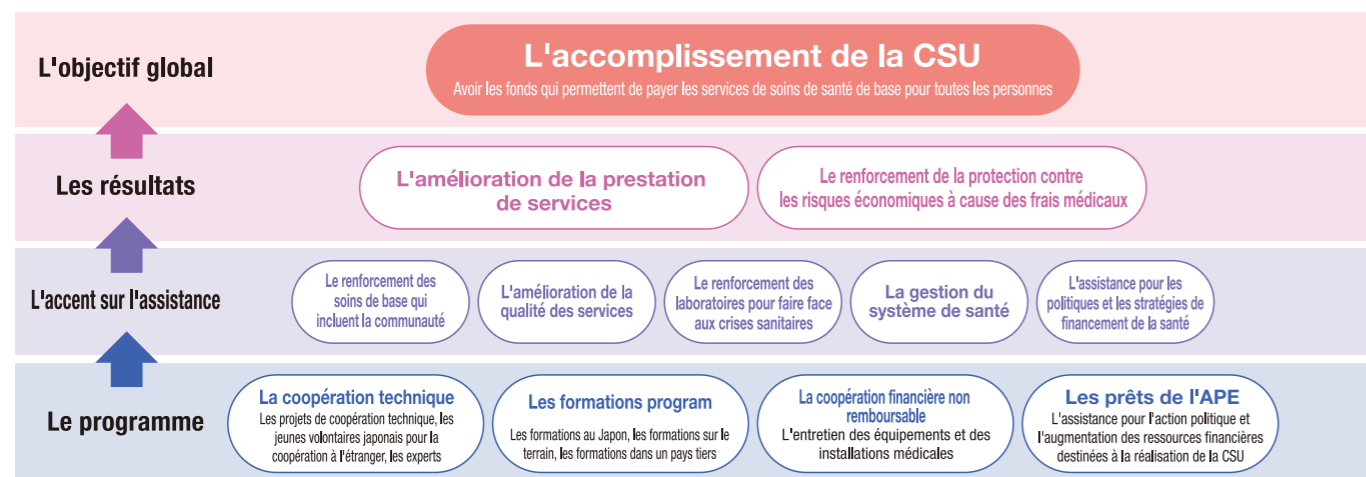 L'objectif global
L'accomplissement de la CSU
Avoir les fonds qui permettent de payer les services de soins de santé de base pour toutes les personnes
Les résultats
L'amélioration de la prestation
de services
Le renforcement de la protection contre
les risques économiques à cause des frais médicaux
L'accent sur l'assistance
Le renforcement des
soins de base qui
incluent la communauté
L'amélioration de la
qualité des services
Le renforcement des
laboratoires pour faire face
aux crises sanitaires
La gestion du
système de santé
L'assistance pour les
politiques et les stratégies de
financement de la santé
Le programme
La coopération technique
Les projets de coopération technique, les
jeunes volontaires japonais pour la
coopération à l'étranger, les experts
Les formations program
Les formations au Japon, les formations sur le
terrain, les formations dans un pays tiers
La coopération financière non
remboursable
L'entretien des équipements et des
installations médicales
Les prêts de l'APE
L'assistance pour l'action politique et
l'augmentation des ressources financières
destinées à la réalisation de la CSU